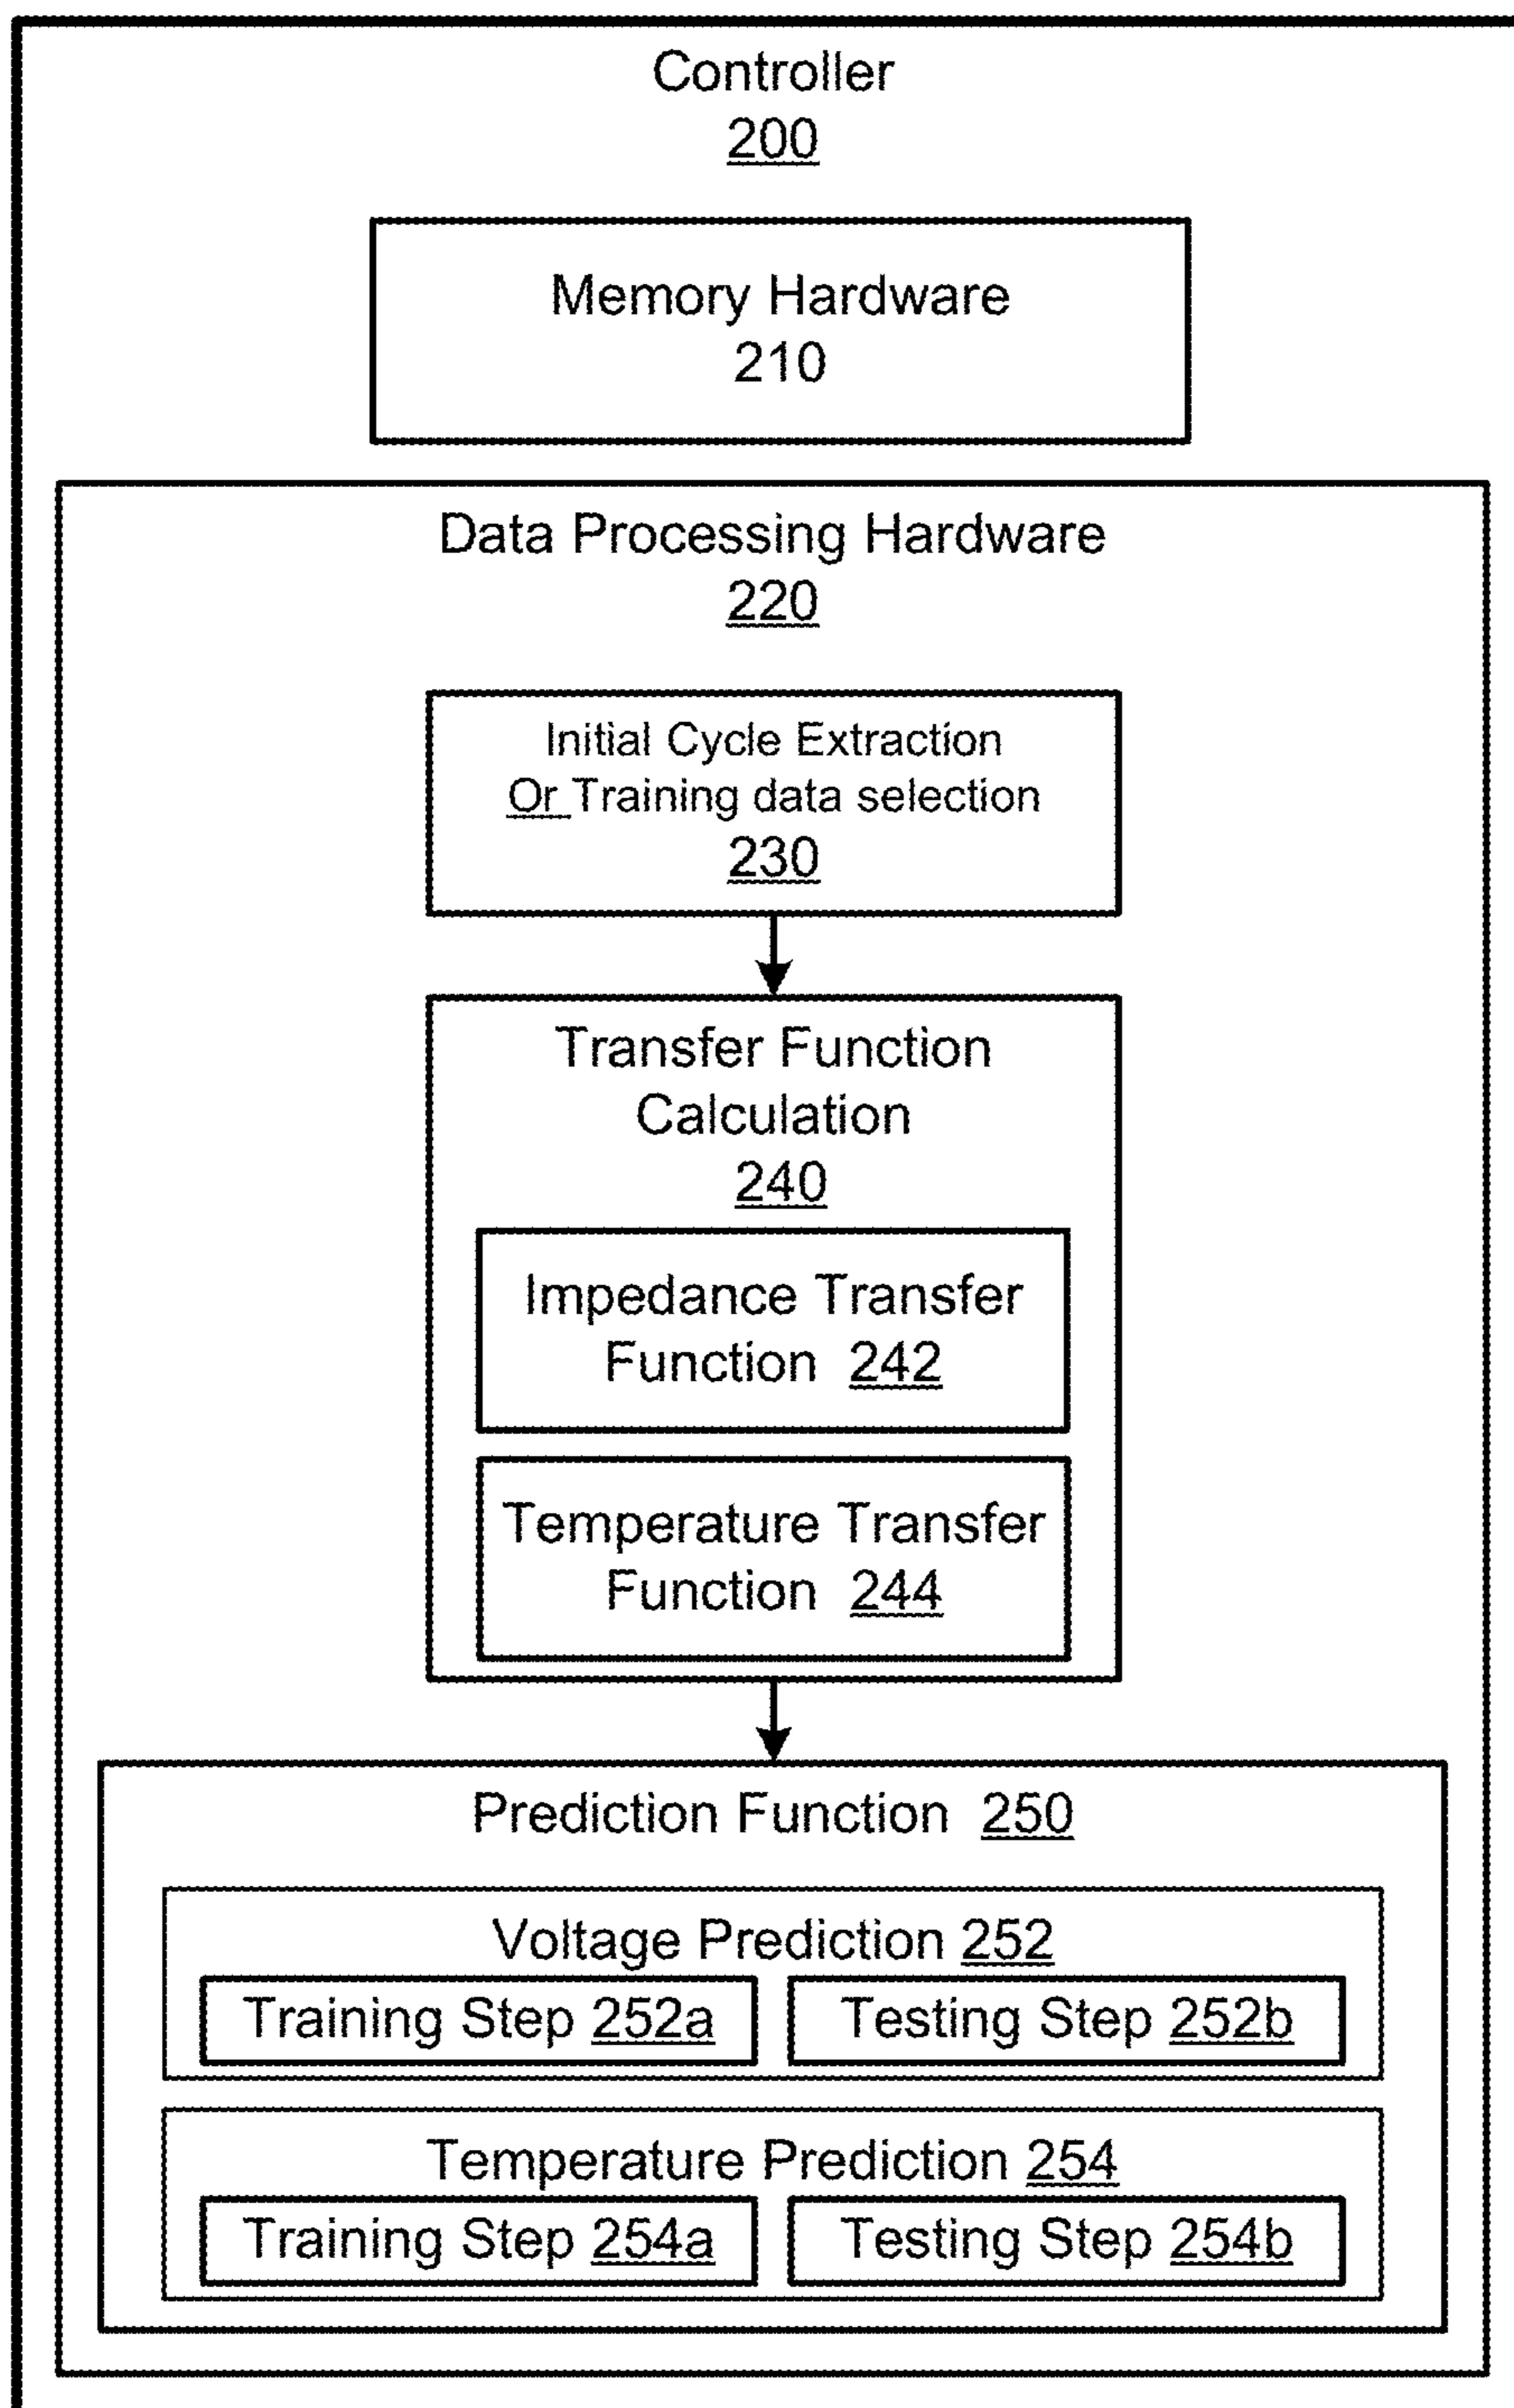 Controller
200
Memory Hardware
210
Data Processing Hardware
220
Initial Cycle Extraction
Or Training data selection
230
Transfer Function
Calculation
240
Impedance Transfer
Function 242
Temperature Transfer
Function 244
Prediction Function 250
Voltage Prediction 252
Training Step 252a
Testing Step 252b
Temperature Prediction 254
Training Step 254a
Testing Step 254b